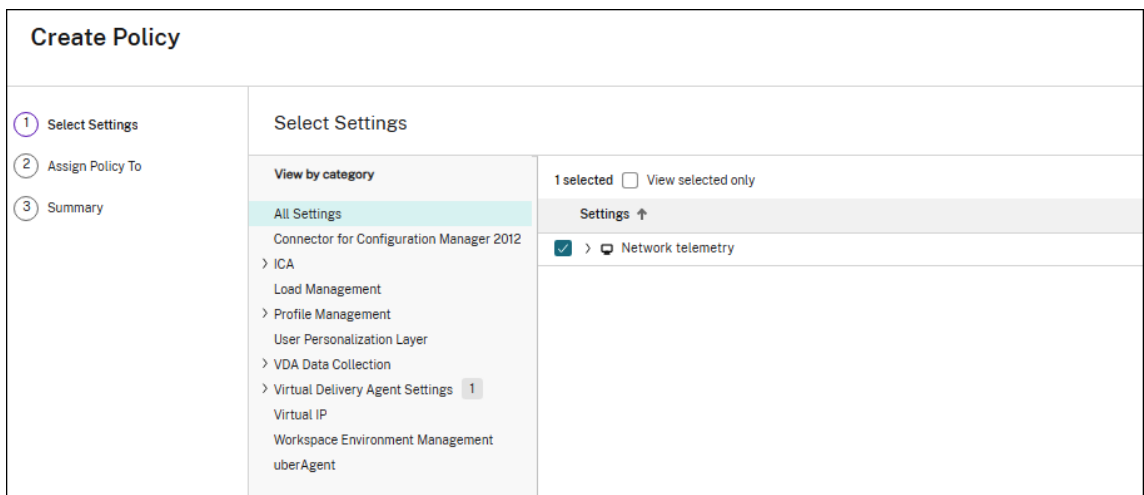 Create Policy
1 Select Settings
2 Assign Policy To
3 Summary
Select Settings
View by category
All Settings
Connector for Configuration Manager 2012
ICA
Load Management
Profile Management
User Personalization Layer
VDA Data Collection
Virtual Delivery Agent Settings 1
Virtual IP
Workspace Environment Management
uberAgent
1 selected View selected only
Settings
Network telemetry